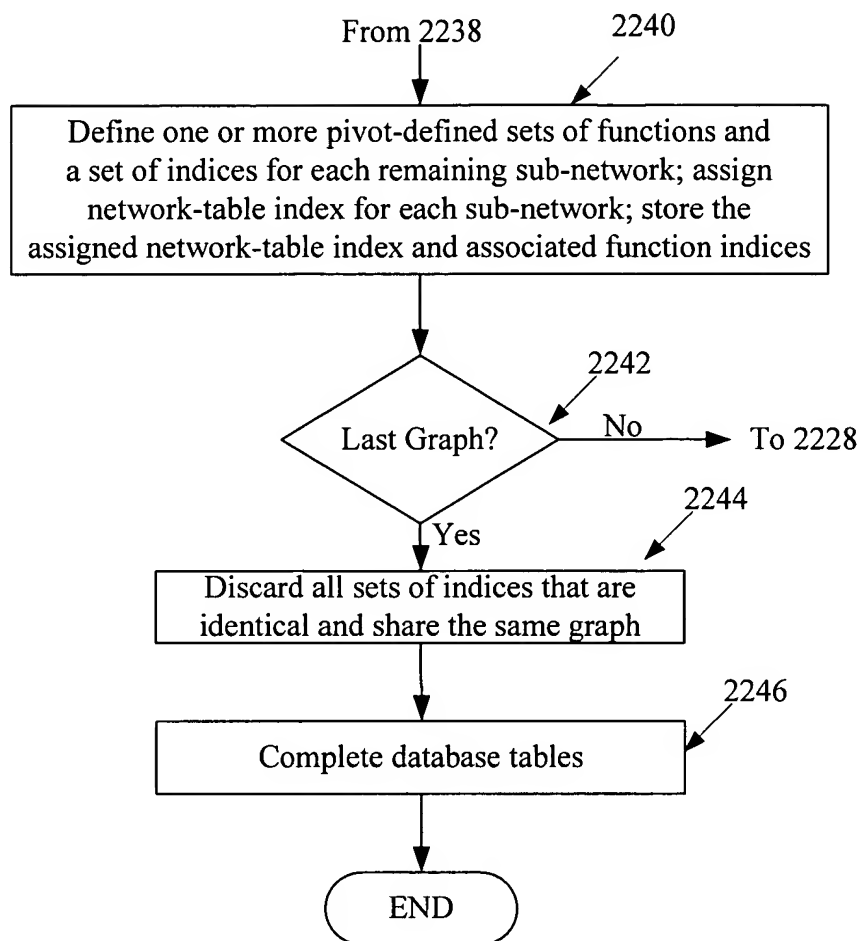 From 2238
2240
Define one or more pivot-defined sets of functions and
a set of indices for each remaining sub-network; assign
network-table index for each sub-network; store the
assigned network-table index and associated function indices
2242
Last Graph?
No
To 2228
Yes
2244
Discard all sets of indices that are
identical and share the same graph
2246
Complete database tables
END